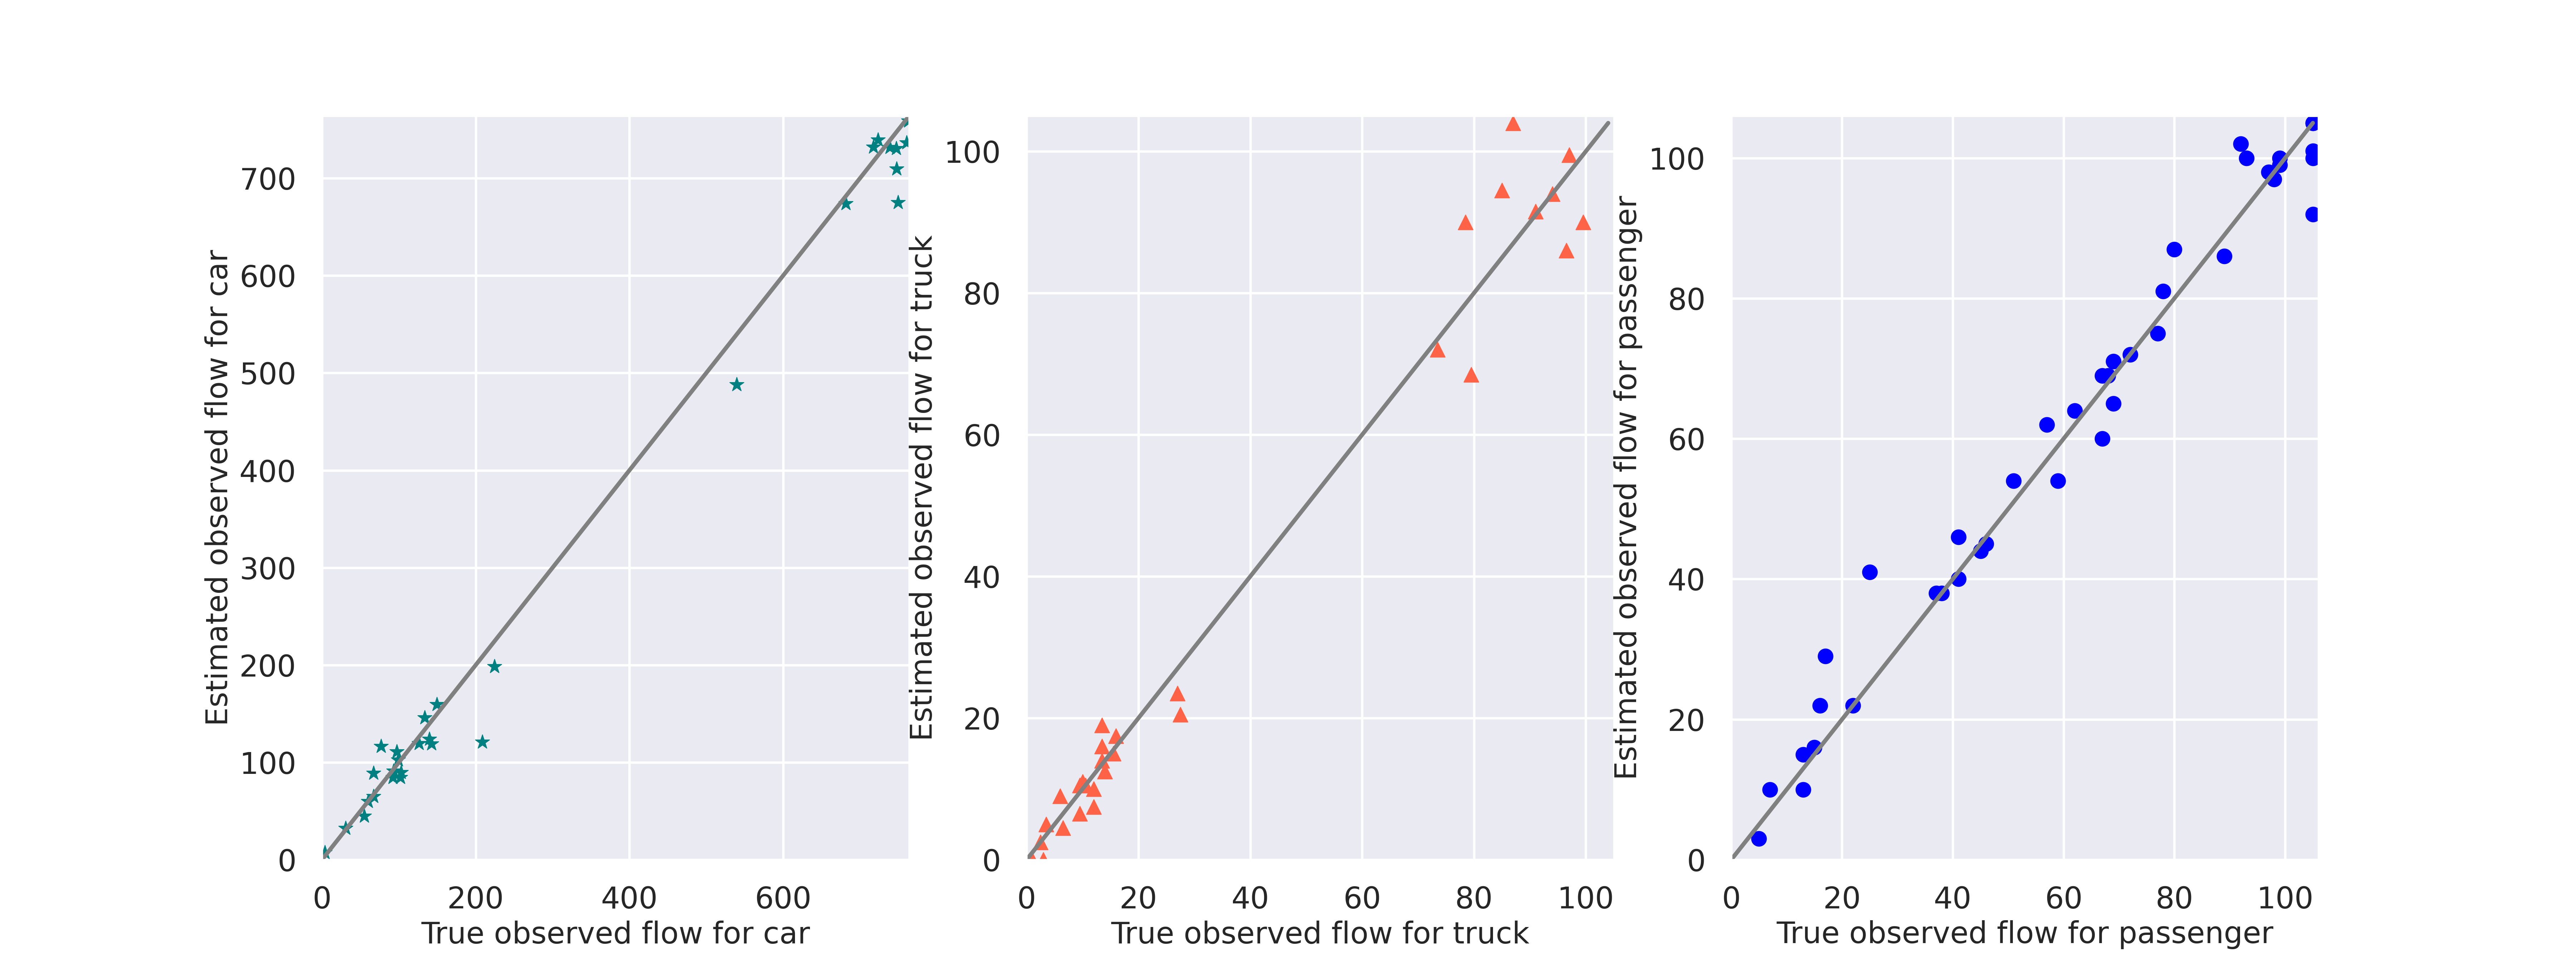 Estimated observed flow for car
700
600
500
400
300
200
100
0
0 200 400 600
True observed flow for car
Estimated observed flow for truck
100
80
60
40
20
0
0 20 40 60 80 100
True observed flow for truck
Estimated observed flow for passenger
100
80
60
40
20
0
0 20 40 60 80 100
True observed flow for passenger